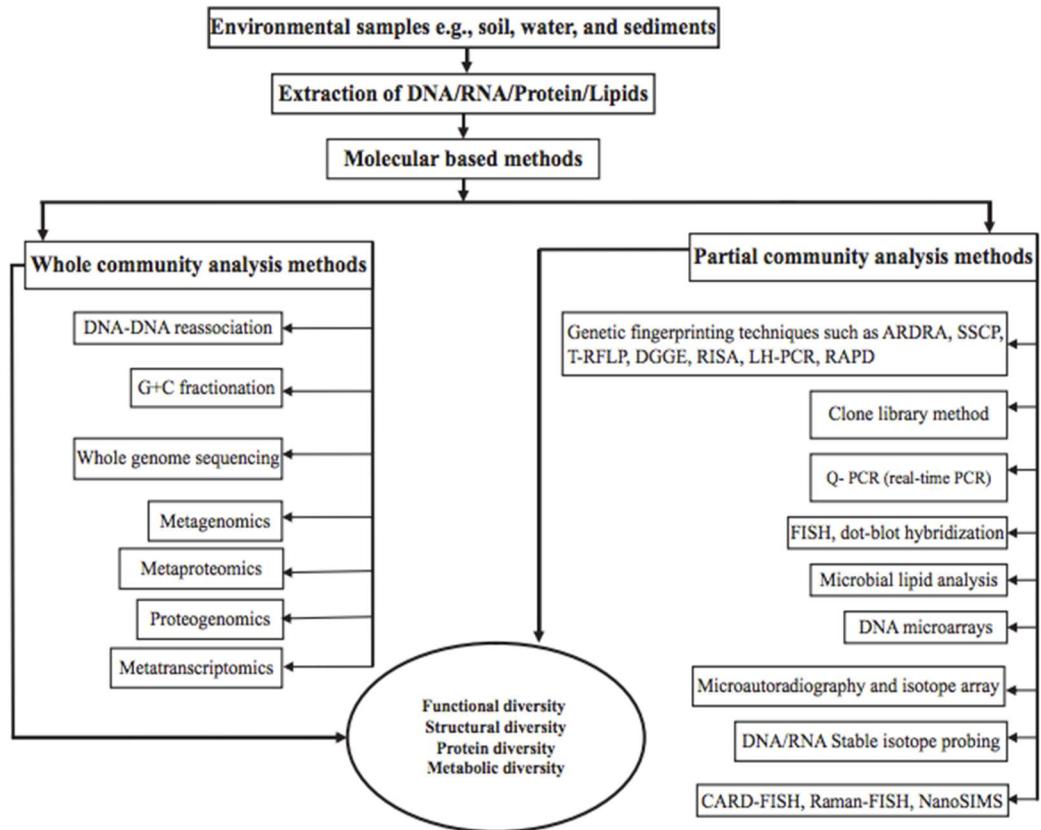 Environmental samples e.g., soil, water, and sediments
Extraction of DNA/RNA/Protein/Lipids
Molecular based methods
Whole community analysis methods
DNA-DNA reassociation
G+C fractionation
Whole genome sequencing
Metagenomics
Metaproteomics
Proteogenomics
Metatranscriptomics
Partial community analysis methods
Genetic fingerprinting techniques such as ARDRA, SSCP,
T-RFLP, DGGE, RISA, LH-PCR, RAPD
Clone library method
Q- PCR (real-time PCR)
FISH, dot-blot hybridization
Microbial lipid analysis
DNA microarrays
Microautoradiography and isotope array
DNA/RNA Stable isotope probing
CARD-FISH, Raman-FISH, NanoSIMS
Functional diversity
Structural diversity
Protein diversity
Metabolic diversity